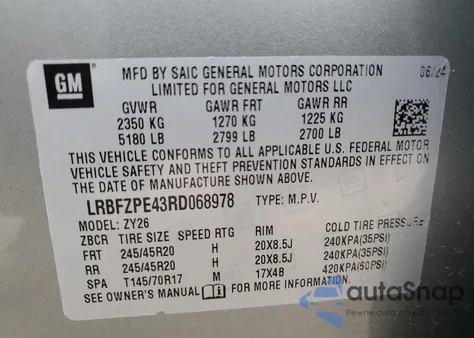 GM
MFD BY SAIC GENERAL MOTORS CORPORATION 06/24
LIMITED FOR GENERAL MOTORS LLC
GVWR GAWR FRT GAWR RR
2350 KG 1270 KG 1225 KG
5180 LB 2799 LB 2700 LB
THIS VEHICLE CONFORMS TO ALL APPLICABLE U.S. FEDERAL MOTOR
VEHICLE SAFETY AND THEFT PREVENTION STANDARDS IN EFFECT ON
THE DATE OF MANUFACTURE SHOWN ABOVE.
LRBFZPE43RD068978 TYPE: M.P.V.
MODEL: ZY26
ZBCR TIRE SIZE SPEED RTG RIM COLD TIRE PRESSURE
FRT 245/45R20 H 20X8.5J 240KPA(35PSI)
RR 245/45R20 H 20X8.5J 240KPA(35PSI)
SPA T145/70R17 M 17X4B 420KPA(60PSI)
SEE OWNER'S MANUAL FOR MORE INFORMATION.
autaSnap